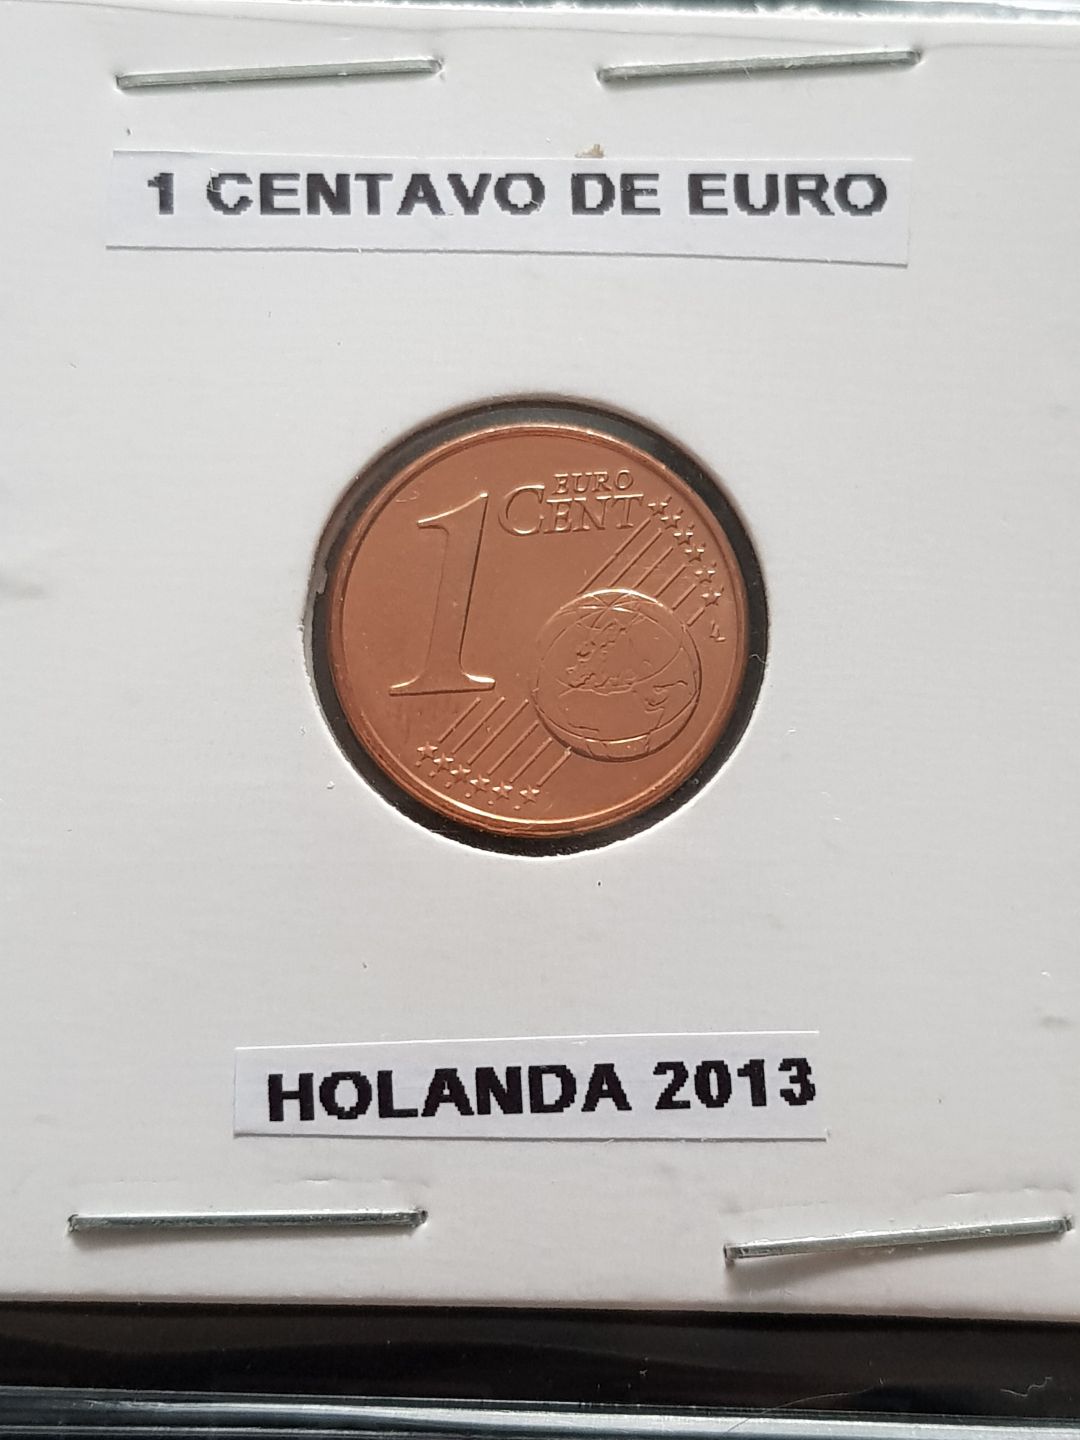 1 CENTAVO DE EURO
1 EURO
CENT
HOLANDA 2013